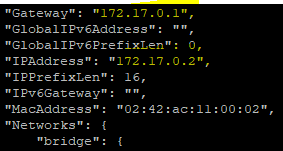 "Gateway": "172.17.0.1",
"GlobalIPv6Address": "",
"GlobalIPv6PrefixLen": 0,
"IPAddress": "172.17.0.2",
"IPPrefixLen": 16,
"IPv6Gateway": "",
"MacAddress": "02:42:ac:11:00:02",
"Networks": {
"bridge": {